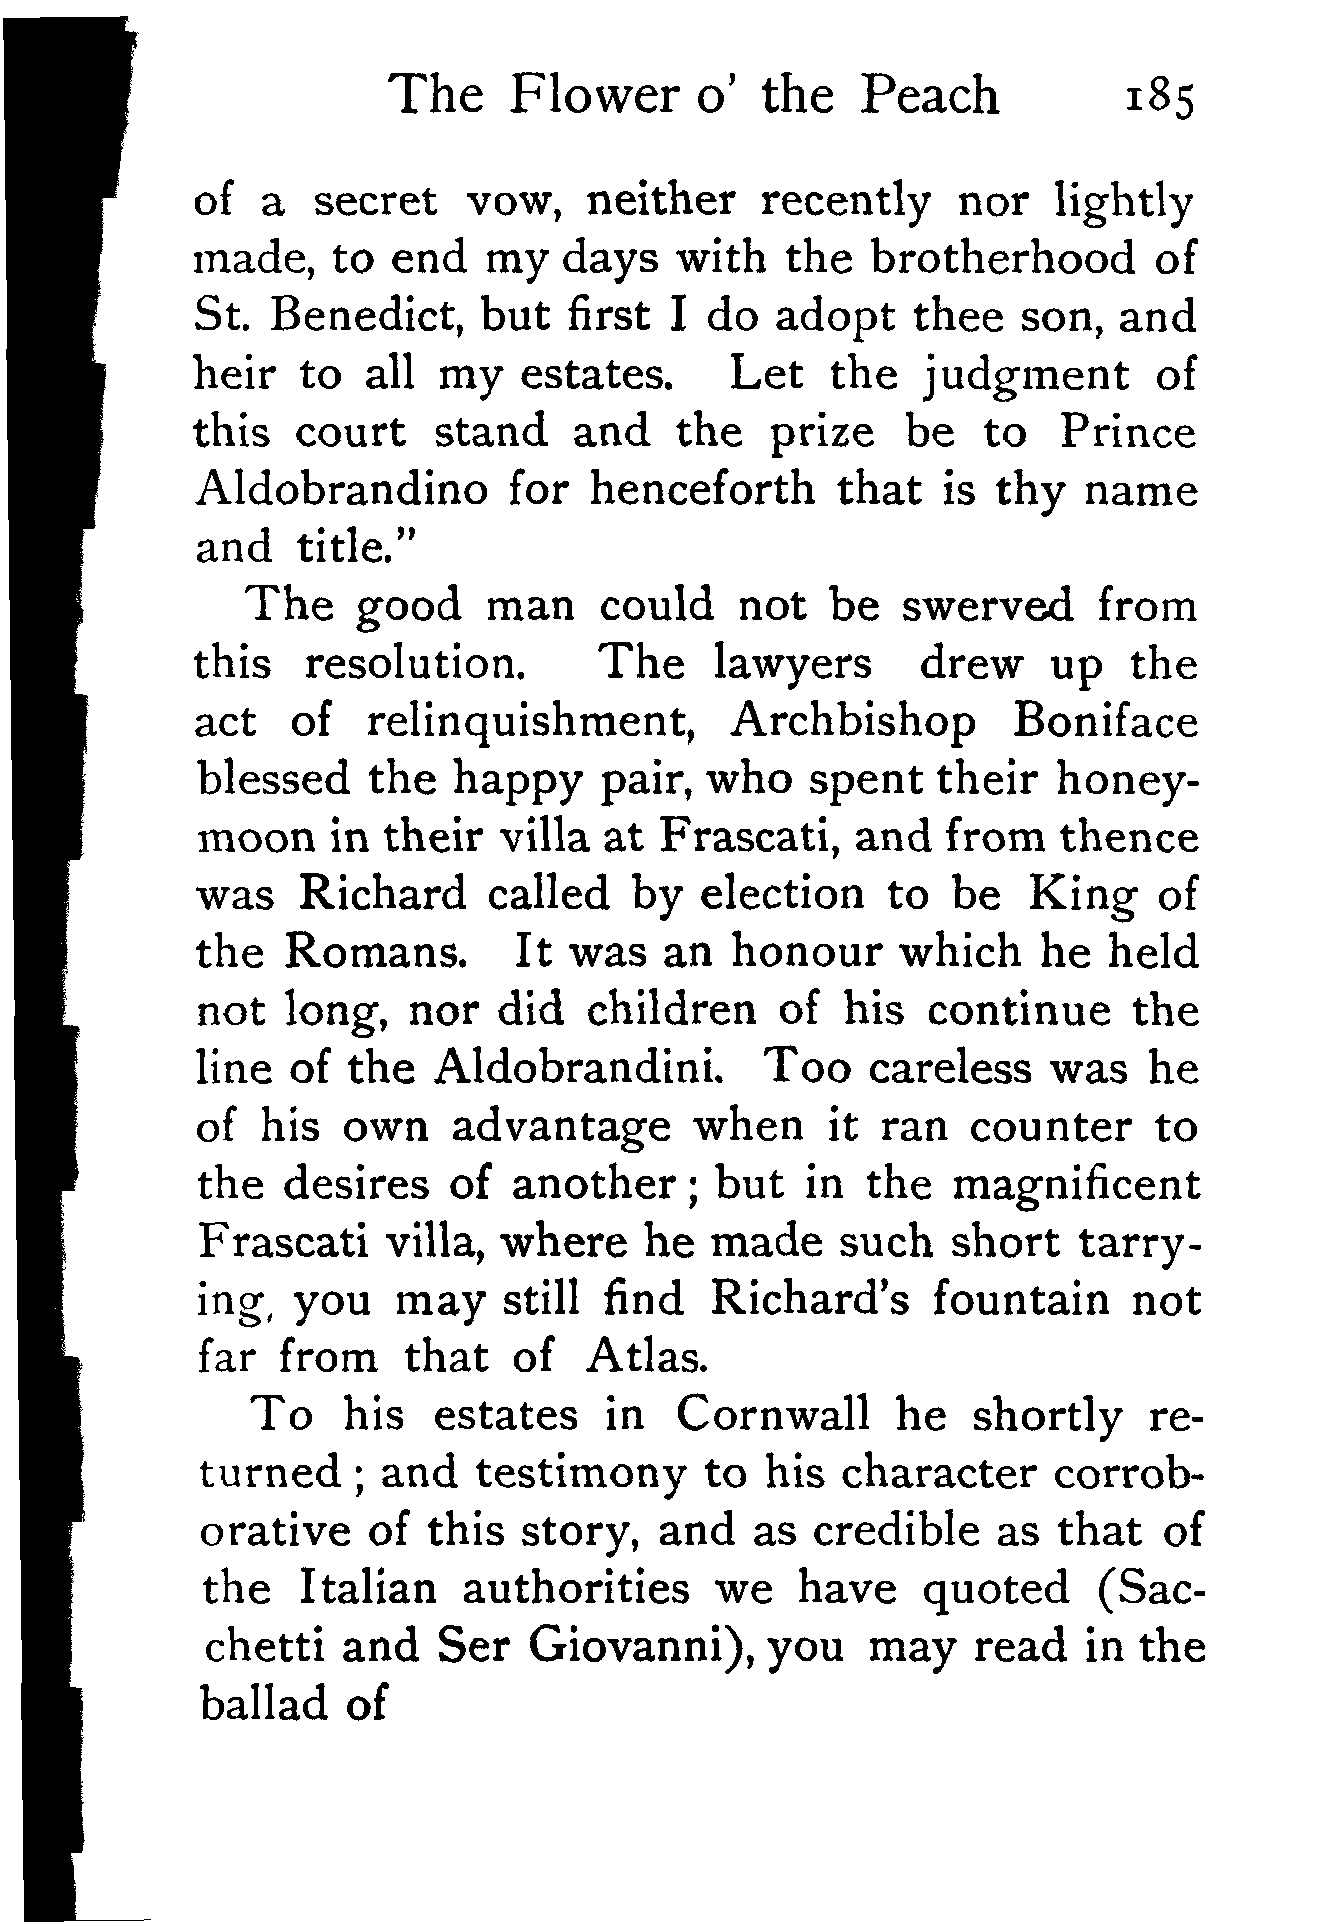 The Flower o' the Peach 185
of a secret vow, neither recently nor lightly
made, to end my days with the brotherhood of
St. Benedict, but first I do adopt thee son, and
heir to all my estates. Let the judgment of
this court stand and the prize be to Prince
Aldobrandino for henceforth that is thy name
and title."
The good man could not be swerved from
this resolution. The lawyers drew up the
act of relinquishment, Archbishop Boniface
blessed the happy pair, who spent their honey-
moon in their villa at Frascati, and from thence
was Richard called by election to be King of
the Romans. It was an honour which he held
not long, nor did children of his continue the
line of the Aldobrandini. Too careless was he
of his own advantage when it ran counter to
the desires of another ; but in the magnificent
Frascati villa, where he made such short tarry-
ing, you may still find Richard's fountain not
far from that of Atlas.
To his estates in Cornwall he shortly re-
turned ; and testimony to his character corrob-
orative of this story, and as credible as that of
the Italian authorities we have quoted (Sac-
chetti and Ser Giovanni), you may read in the
ballad of